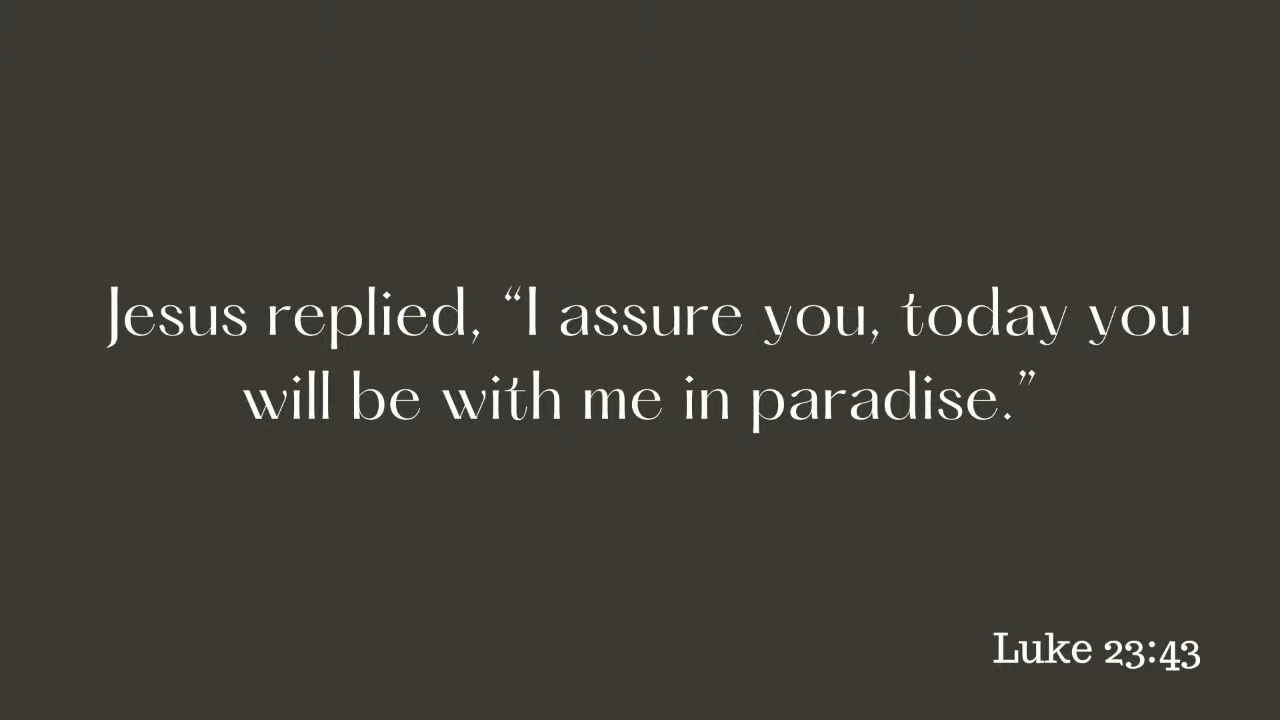 Jesus replied, “I assure you, today you
will be with me in paradise.”
Luke 23:43